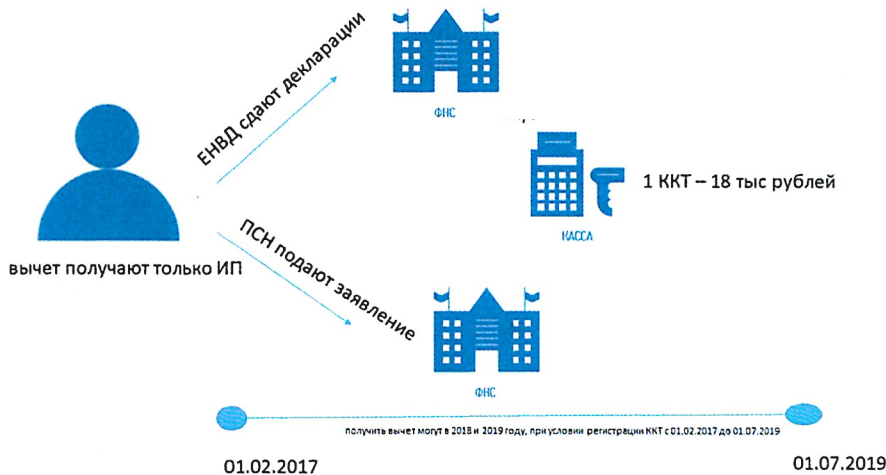 ЕНВД сдают декларации
ФНС
1 ККТ – 18 тыс рублей
КАССА
вычет получают только ИП
ПСН подают заявление
ФНС
получить вычет могут в 2018 и 2019 году, при условии регистрации ККТ с 01.02.2017 до 01.07.2019
01.02.2017
01.07.2019